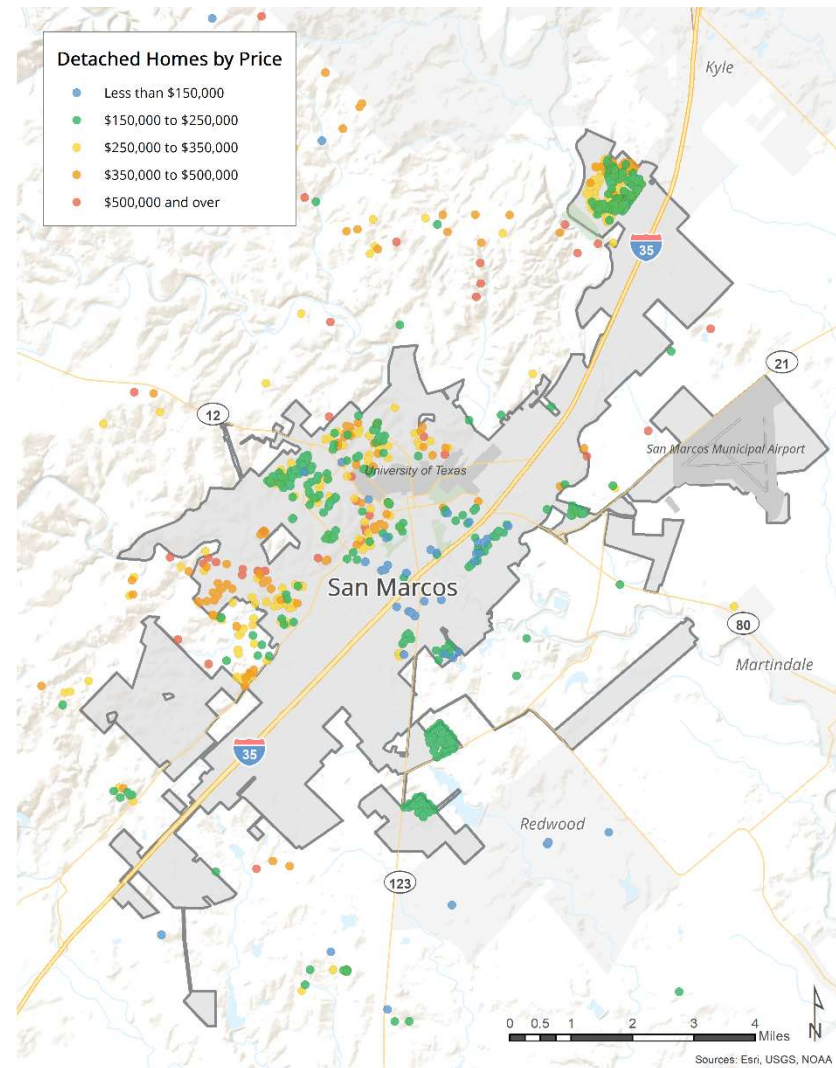 Detached Homes by Price
Less than $150,000
$150,000 to $250,000
$250,000 to $350,000
$350,000 to $500,000
$500,000 and over
Kyle
35
21
12
San Marcos Municipal Airport
University of Texas
San Marcos
80
Martindale
35
Redwood
123
0 0.5 1 2 3 4
Miles
N
Sources: Esri, USGS, NOAA